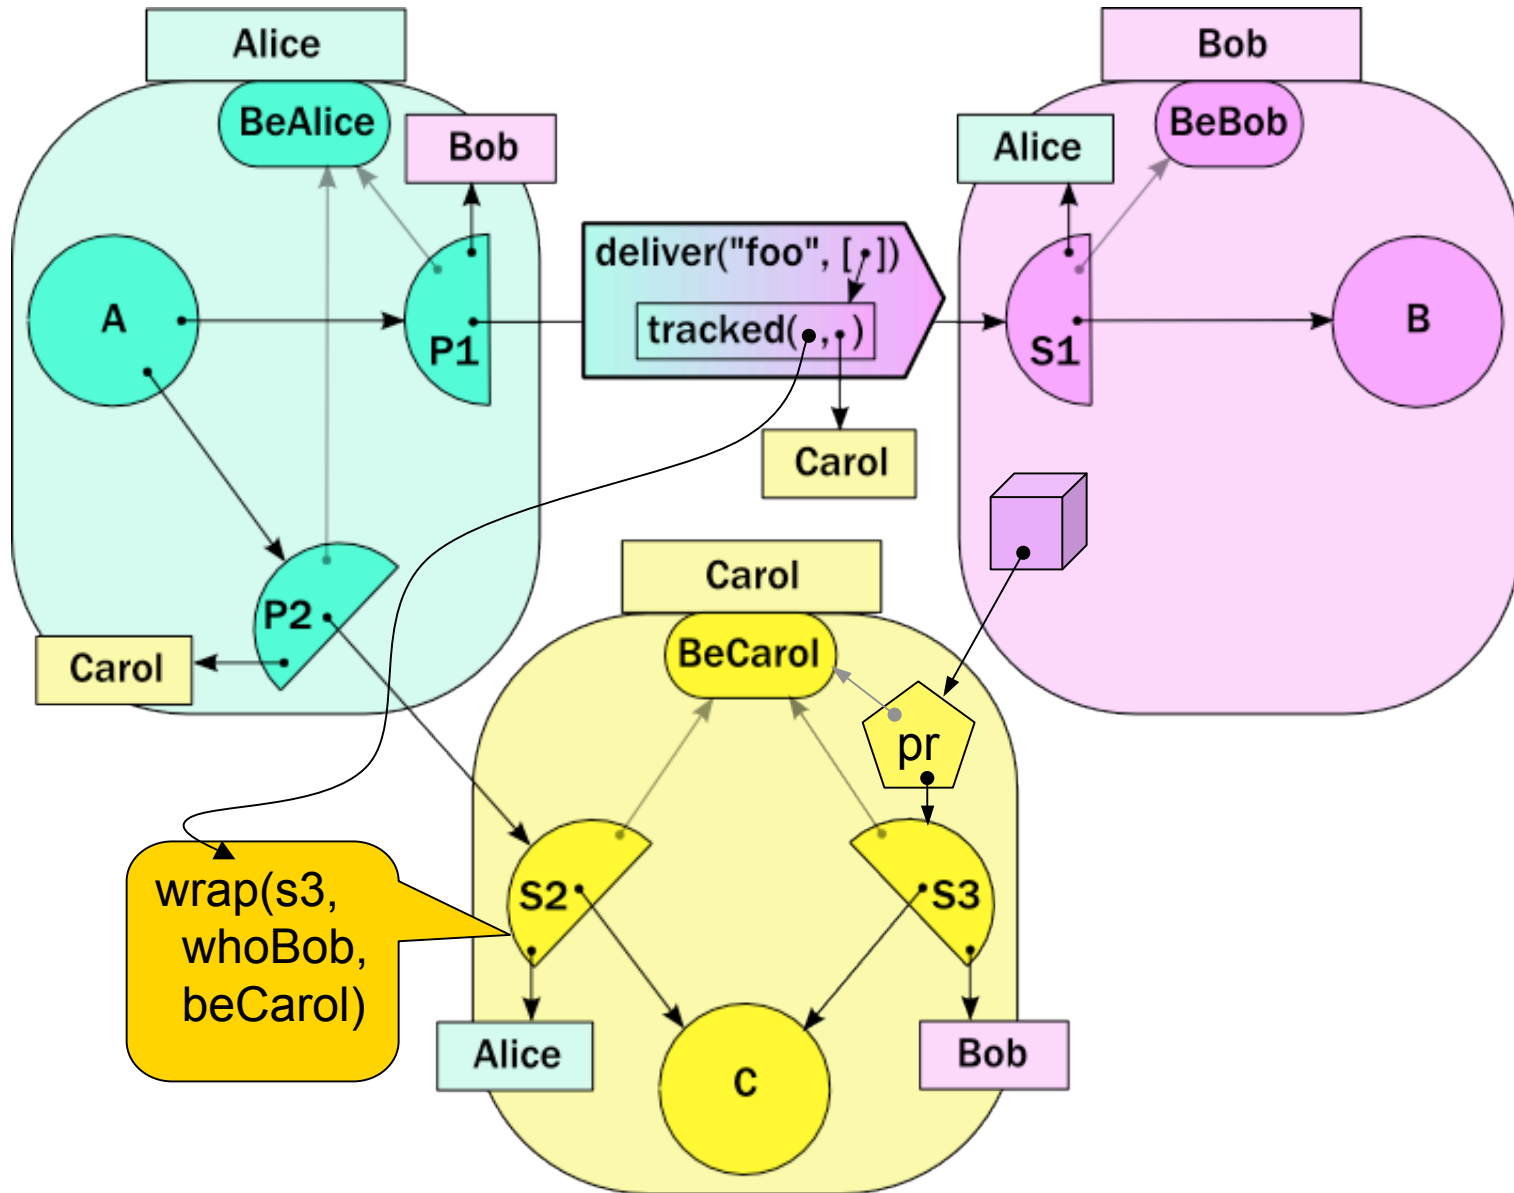 Alice
Bob
BeAlice
BeBob
Bob
Alice
deliver("foo", [ ])
tracked( , )
A
P1
S1
B
Carol
Carol
P2
Carol
BeCarol
pr
wrap(s3,
whoBob,
beCarol)
S2
S3
Alice
C
Bob